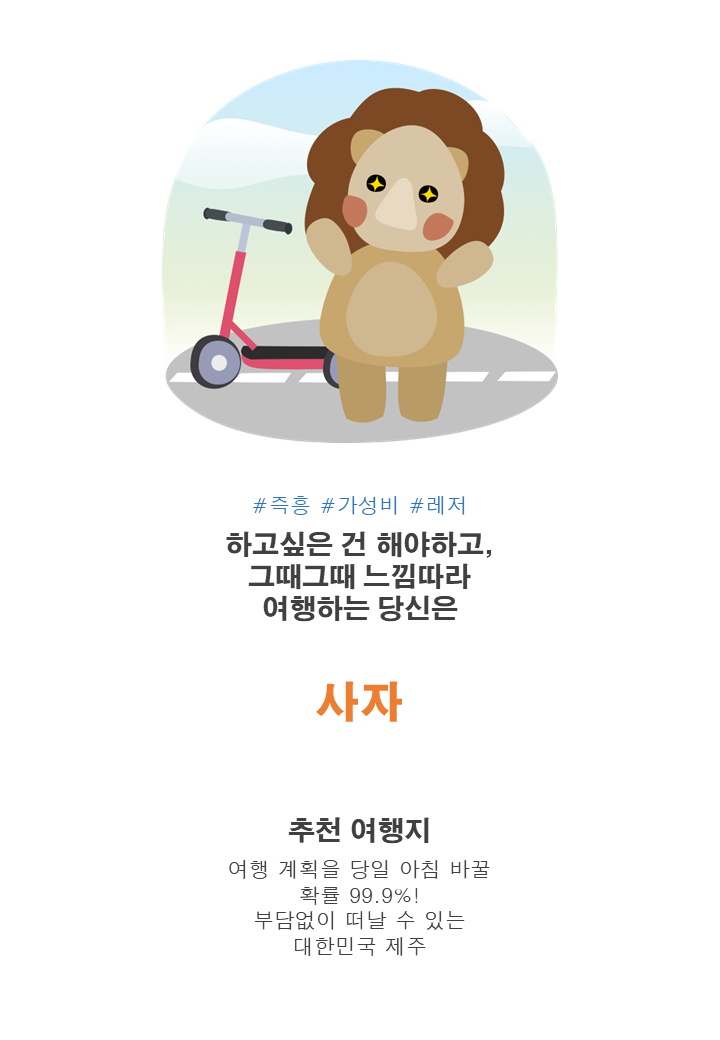 #즉흥 #가성비 #레저
하고싶은 건 해야하고,
그때그때 느낌따라
여행하는 당신은
사자
추천 여행지
여행 계획을 당일 아침 바꿀
확률 99.9%!
부담없이 떠날 수 있는
대한민국 제주